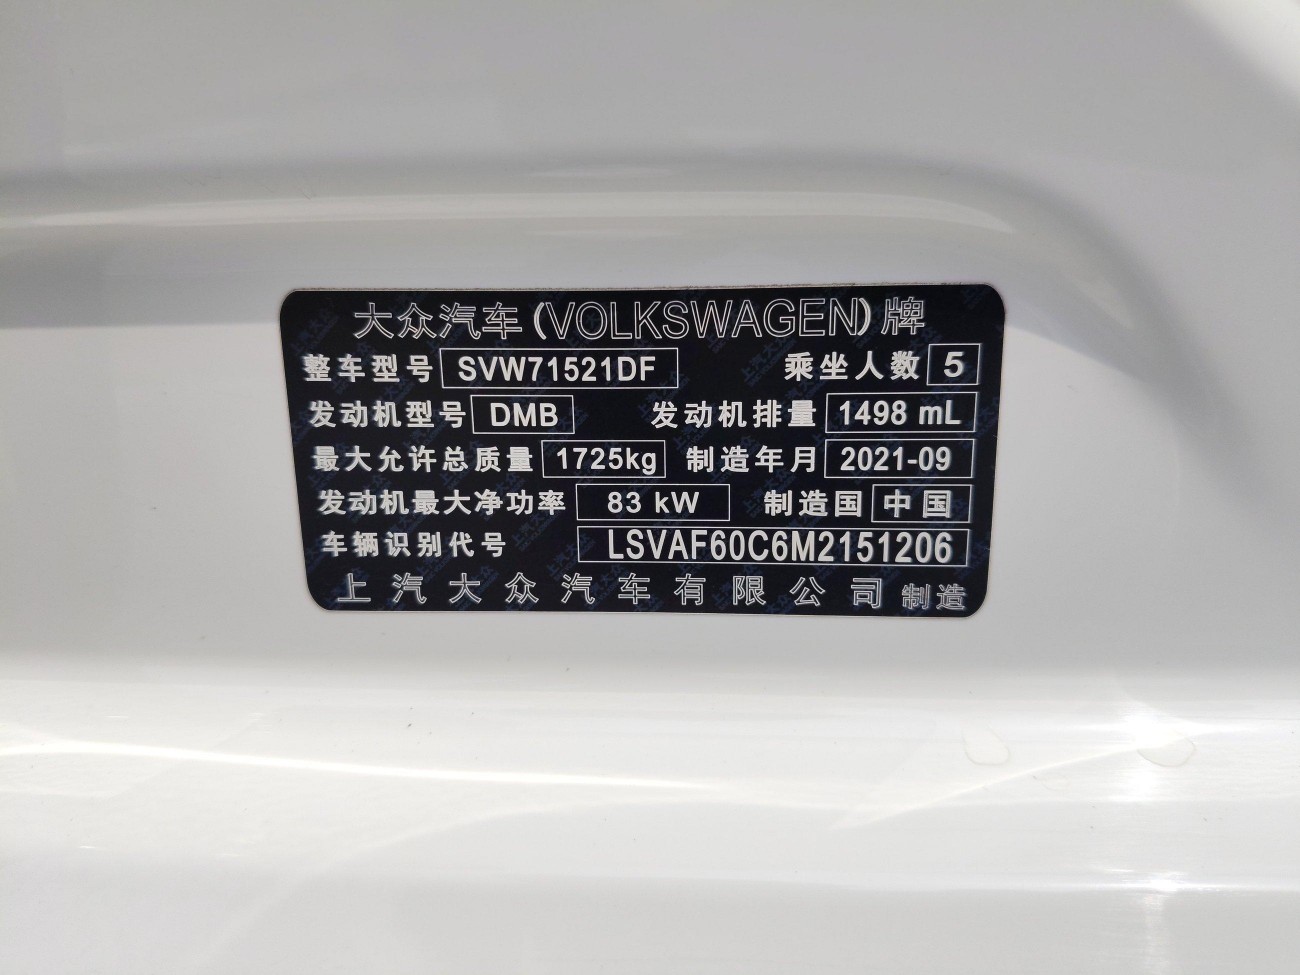 大众汽车(VOLKSWAGEN)牌
整车型号 SVW71521DF 乘坐人数 5
发动机型号 DMB 发动机排量 1498 mL
最大允许总质量 1725kg 制造年月 2021-09
发动机最大净功率 83 kW 制造国 中国
车辆识别代号 LSVAF60C6M2151206
上汽大众汽车有限公司 制造